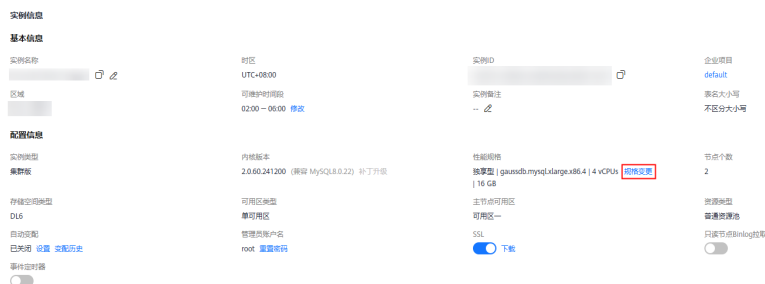 实例信息
基本信息
实例名称 时区 实例ID 企业项目
UTC+08:00 default
区域 可维护时间段 实例备注 表名大小写
02:00 – 06:00 修改 -- 不区分大小写
配置信息
实例类型 内核版本 性能规格 节点个数
集群版 2.0.60.241200 (兼容 MySQL8.0.22) 补丁升级 独享型 | gaussdb.mysql.xlarge.x86.4 | 4 vCPUs 规格变更 2
| 16 GB
存储空间类型 可用区类型 主节点可用区 资源类型
DL6 单可用区 可用区一 普通资源池
自动变配 管理员账户名 SSL 只读节点Binlog拉取
已关闭 设置 变配历史 root 重置密码 下载
事件定时器